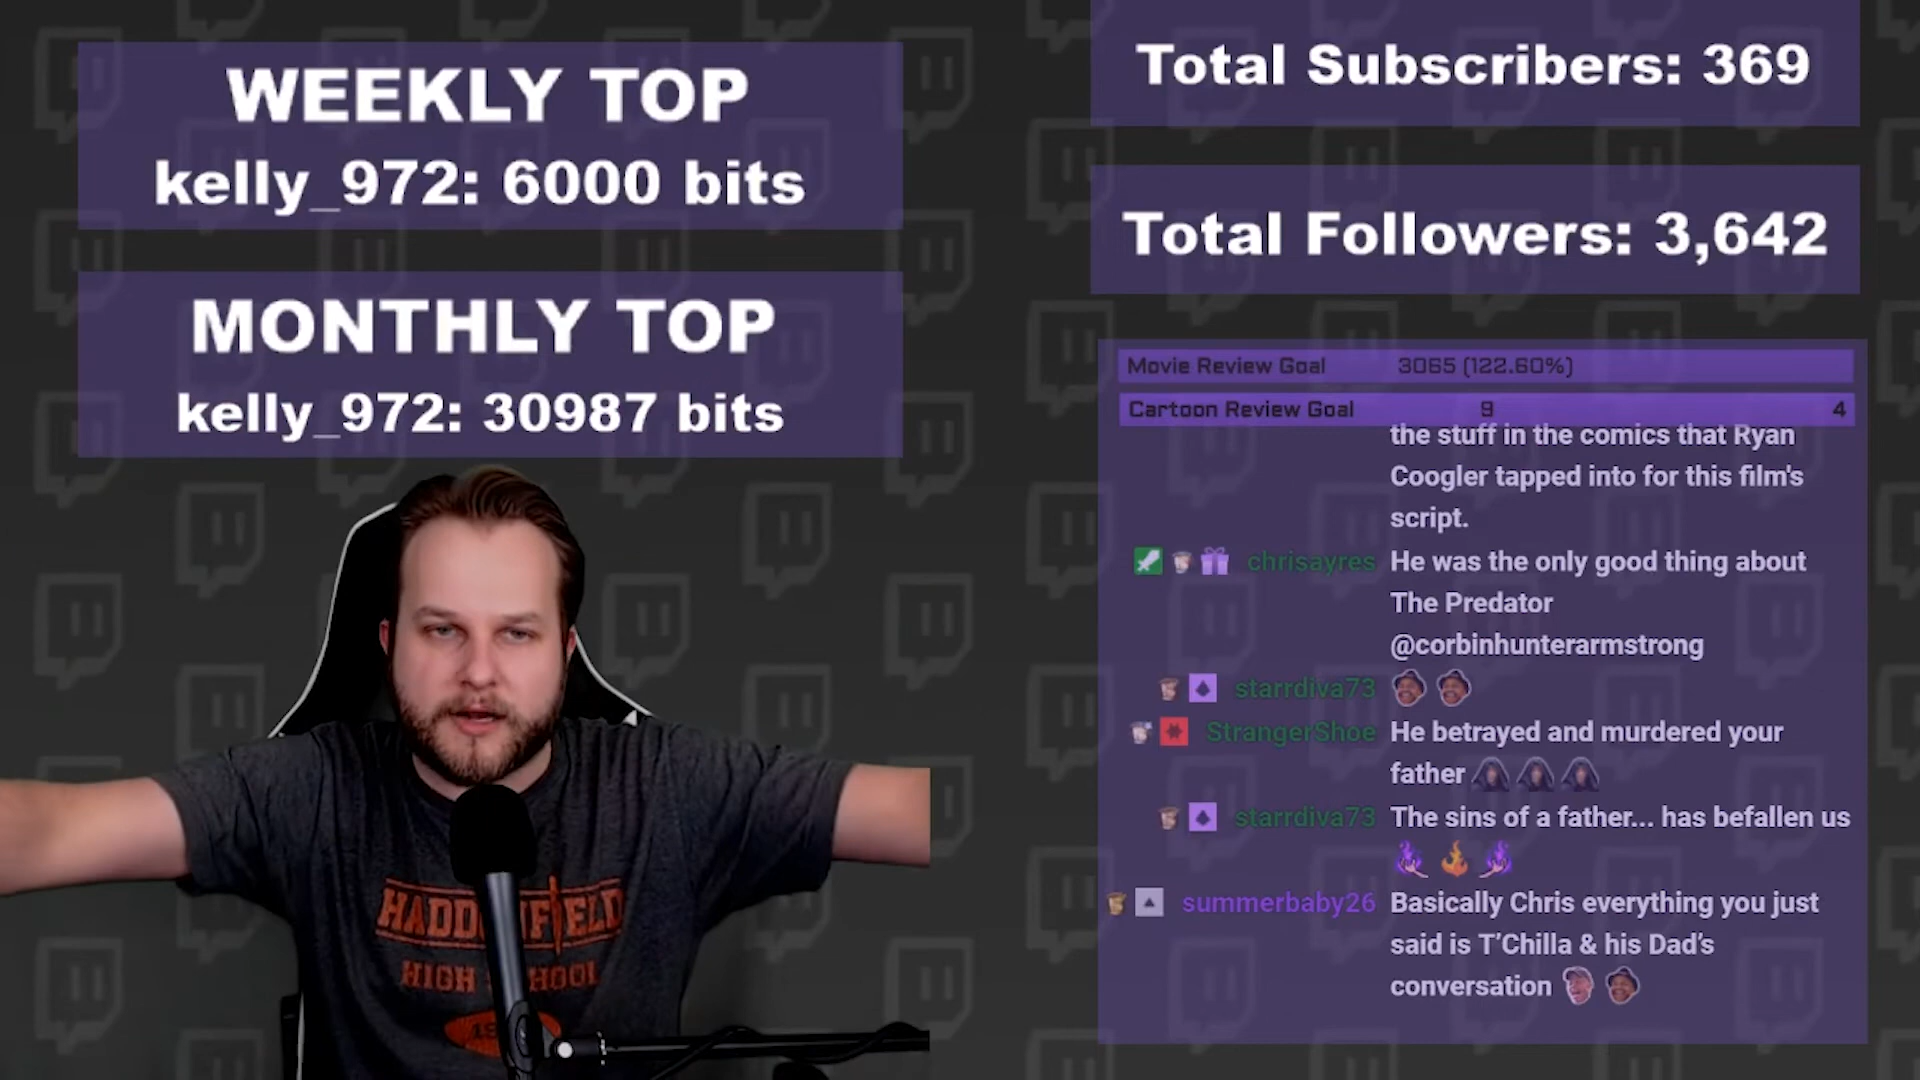 WEEKLY TOP
kelly_972: 6000 bits
MONTHLY TOP
kelly_972: 30987 bits
Total Subscribers: 369
Total Followers: 3,642
Movie Review Goal 3065 (122.60%)
Cartoon Review Goal 9 4
the stuff in the comics that Ryan
Coogler tapped into for this film's
script.
chrisayres He was the only good thing about
The Predator
@corbinhunterarmstrong
starrdiva73
StrangerShoe He betrayed and murdered your
father
starrdiva73 The sins of a father... has befallen us
summerbaby26 Basically Chris everything you just
said is T'Chilla & his Dad's
conversation
HADDONFIELD
HIGH SCHOOL